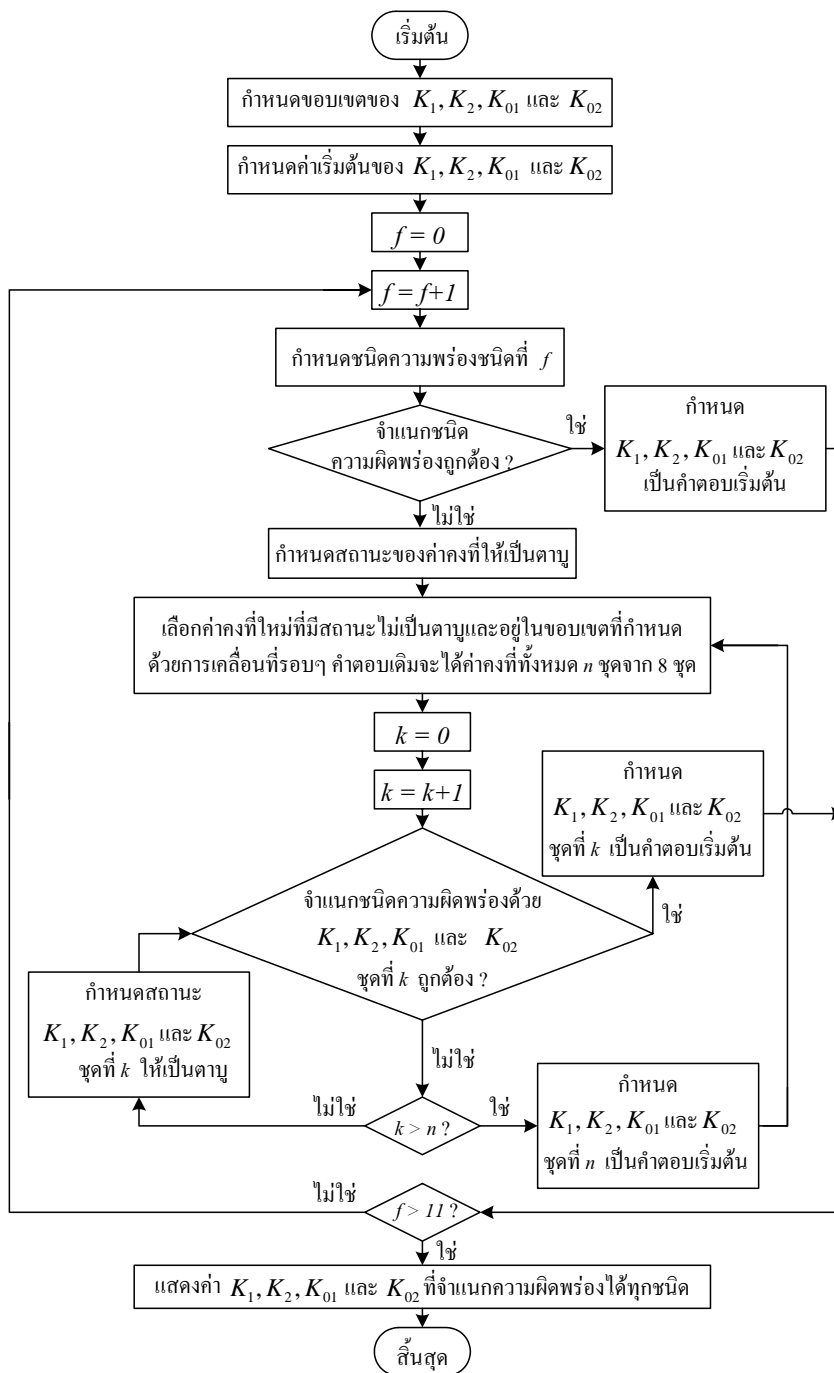 เริ่มต้น
กำหนดขอบเขตของ K₁, K₂, K₀₁ และ K₀₂
กำหนดค่าเริ่มต้นของ K₁, K₂, K₀₁ และ K₀₂
f = 0
f = f+1
กำหนดชนิดความพร่องชนิดที่ f
จำแนกชนิด
ความผิดพร่องถูกต้อง ?
ใช่
กำหนด
K₁, K₂, K₀₁ และ K₀₂
เป็นคำตอบเริ่มต้น
ไม่ใช่
กำหนดสถานะของค่าคงที่ให้เป็นตาบู
เลือกค่าคงที่ใหม่ที่มีสถานะไม่เป็นตาบูและอยู่ในขอบเขตที่กำหนด
ด้วยการเคลื่อนที่รอบๆ คำตอบเดิมจะได้ค่าคงที่ทั้งหมด n ชุดจาก 8 ชุด
k = 0
k = k+1
กำหนด
K₁, K₂, K₀₁ และ K₀₂
ชุดที่ k เป็นคำตอบเริ่มต้น
จำแนกชนิดความผิดพร่องด้วย
K₁, K₂, K₀₁ และ K₀₂
ชุดที่ k ถูกต้อง ?
ใช่
กำหนดสถานะ
K₁, K₂, K₀₁ และ K₀₂
ชุดที่ k ให้เป็นตาบู
ไม่ใช่
ไม่ใช่
k > n ?
ใช่
กำหนด
K₁, K₂, K₀₁ และ K₀₂
ชุดที่ n เป็นคำตอบเริ่มต้น
ไม่ใช่
f > 11 ?
ใช่
แสดงค่า K₁, K₂, K₀₁ และ K₀₂ ที่จำแนกความผิดพร่องได้ทุกชนิด
สิ้นสุด